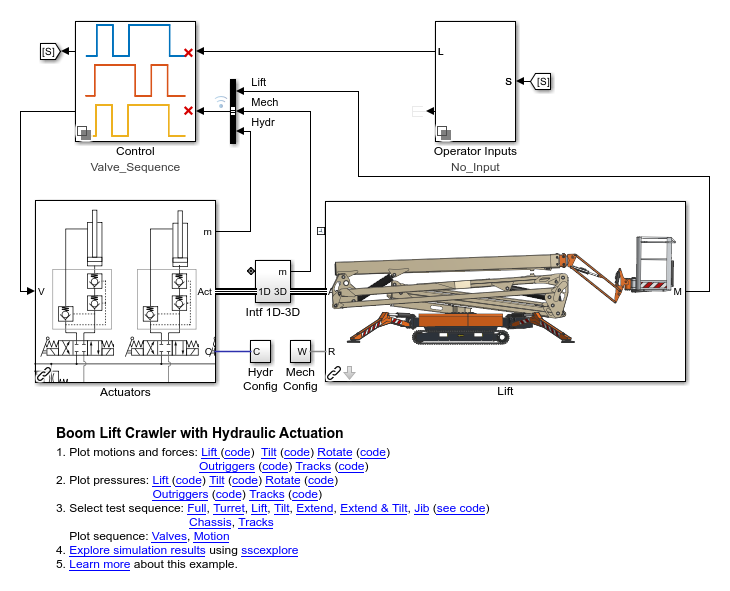 [S]
L
S
[S]
Lift
Mech
Hydr
Control
Valve_Sequence
Operator Inputs
No_Input
m
V
Act
m
1D 3D
A
M
Intf 1D-3D
Q
C
W
R
Hydr
Config
Mech
Config
Actuators
Lift
Boom Lift Crawler with Hydraulic Actuation
1. Plot motions and forces: Lift (code) Tilt (code) Rotate (code)
Outriggers (code) Tracks (code)
2. Plot pressures: Lift (code) Tilt (code) Rotate (code)
Outriggers (code) Tracks (code)
3. Select test sequence: Full, Turret, Lift, Tilt, Extend, Extend & Tilt, Jib (see code)
Chassis, Tracks
Plot sequence: Valves, Motion
4. Explore simulation results using sscexplore
5. Learn more about this example.